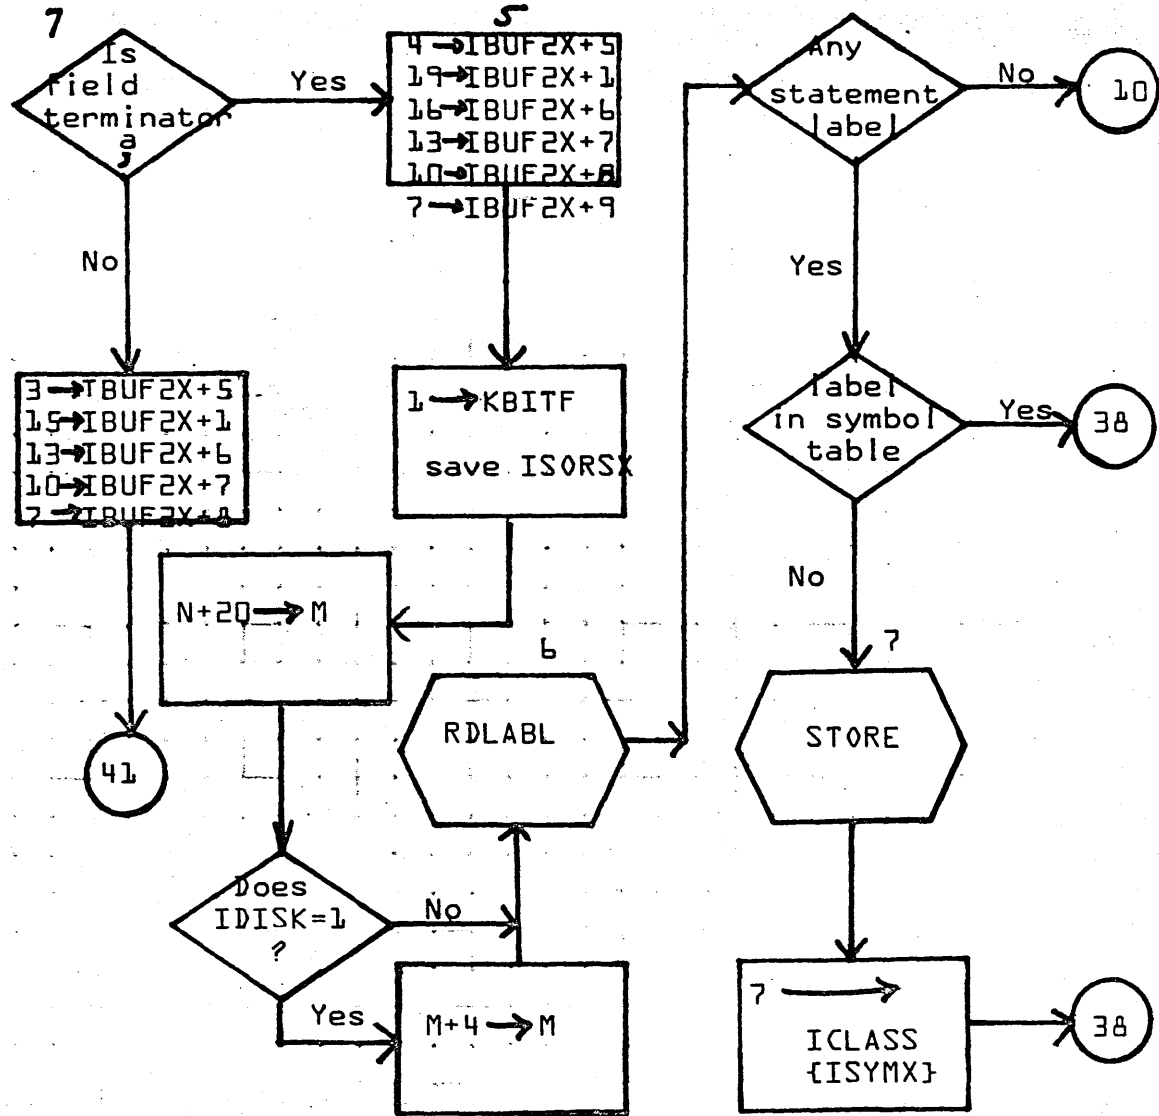 7
Is
field
terminator
a
,
Yes
No
5
4→IBUF2X+5
19→IBUF2X+1
16→IBUF2X+6
13→IBUF2X+7
10→IBUF2X+8
7→IBUF2X+9
3→IBUF2X+5
15→IBUF2X+1
13→IBUF2X+6
10→IBUF2X+7
7→IBUF2X+8
41
1→KBITF
save ISORSX
N+20→M
Does
IDISK=1
?
No
Yes
M+4→M
6
RDLABL
Any
statement
label
No
10
Yes
label
in symbol
table
Yes
38
No
7
STORE
7→
ICLASS
{ISYMX}
38